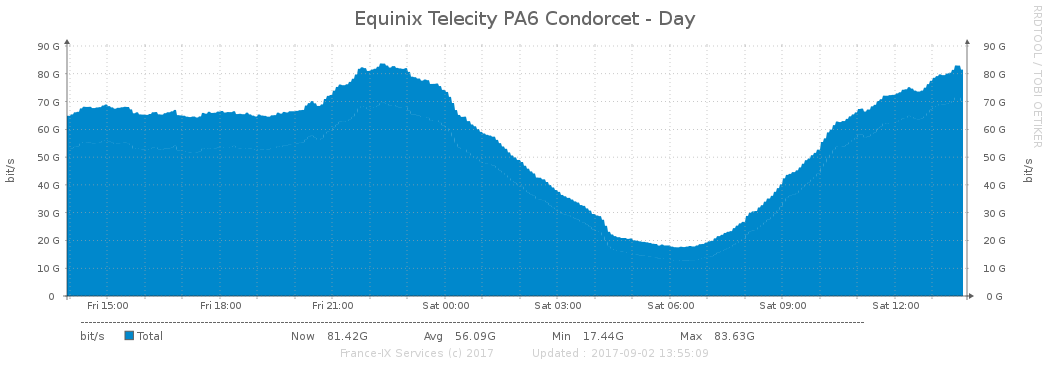 Equinix Telecity PA6 Condorcet - Day
RRDTOOL / TOBI OETIKER
90 G 90 G
80 G 80 G
70 G 70 G
60 G 60 G
50 G 50 G
40 G 40 G
30 G 30 G
20 G 20 G
10 G 10 G
0 0 G
bit/s bit/s
Fri 15:00 Fri 18:00 Fri 21:00 Sat 00:00 Sat 03:00 Sat 06:00 Sat 09:00 Sat 12:00
bit/s Total Now 81.42G Avg 56.09G Min 17.44G Max 83.63G
France-IX Services (c) 2017 Updated : 2017-09-02 13:55:09